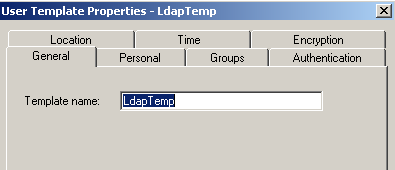 User Template Properties - LdapTemp
Location Time Encryption
General Personal Groups Authentication
Template name: LdapTemp